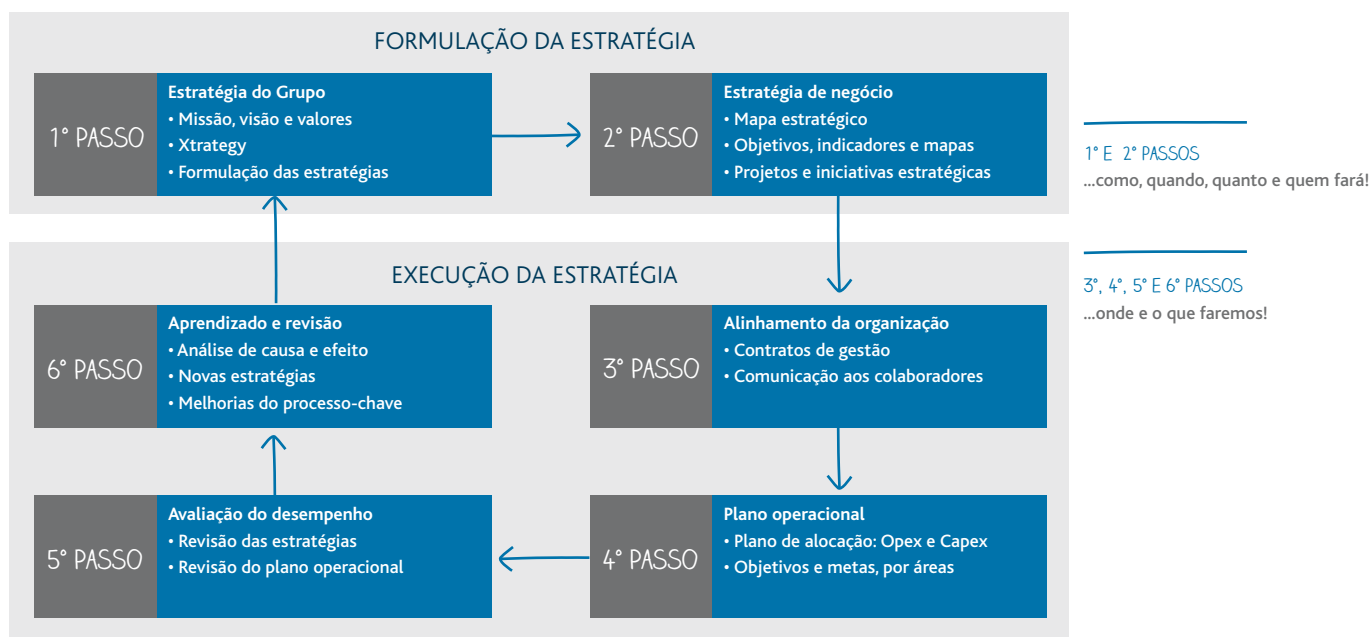 FORMULAÇÃO DA ESTRATÉGIA
1° PASSO
Estratégia do Grupo
• Missão, visão e valores
• Xtrategy
• Formulação das estratégias
2° PASSO
Estratégia de negócio
• Mapa estratégico
• Objetivos, indicadores e mapas
• Projetos e iniciativas estratégicas
1° E 2° PASSOS
...como, quando, quanto e quem fará!
EXECUÇÃO DA ESTRATÉGIA
3°, 4°, 5° E 6° PASSOS
...onde e o que faremos!
6° PASSO
Aprendizado e revisão
• Análise de causa e efeito
• Novas estratégias
• Melhorias do processo-chave
3° PASSO
Alinhamento da organização
• Contratos de gestão
• Comunicação aos colaboradores
5° PASSO
Avaliação do desempenho
• Revisão das estratégias
• Revisão do plano operacional
4° PASSO
Plano operacional
• Plano de alocação: Opex e Capex
• Objetivos e metas, por áreas